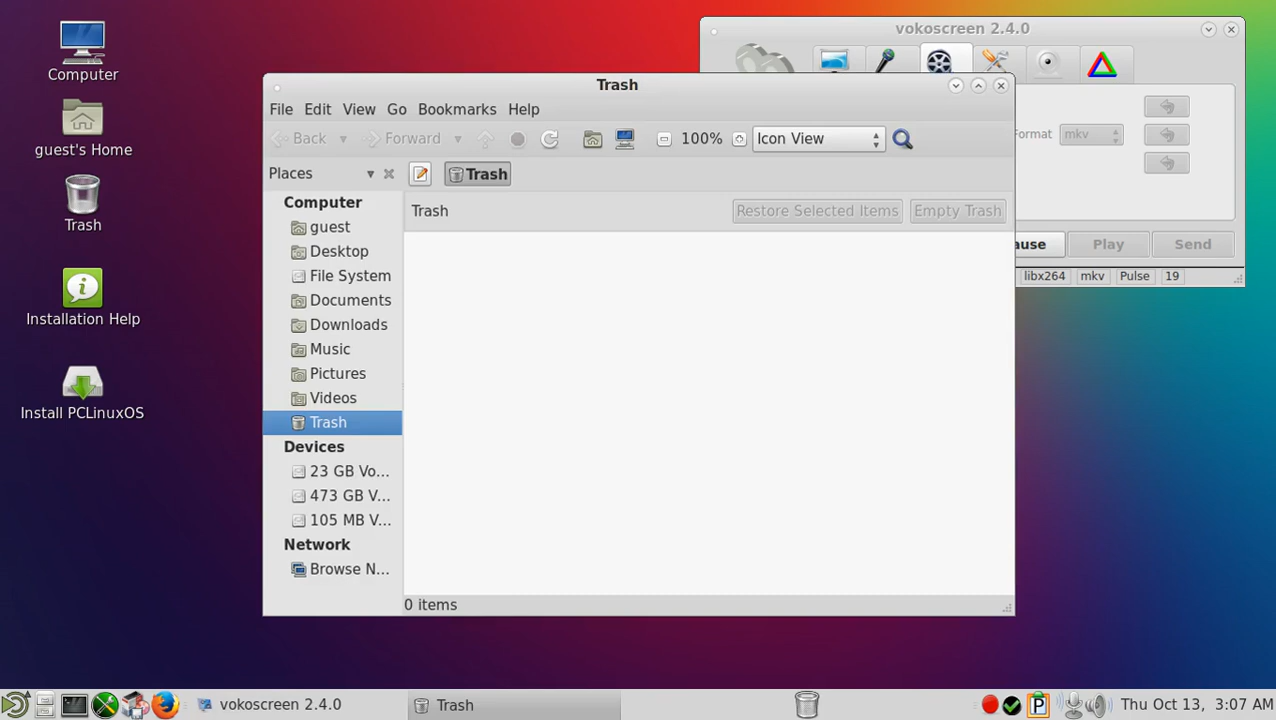 Computer
guest's Home
Trash
Installation Help
Install PCLinuxOS
vokoscreen 2.4.0
Format
mkv
ause
Play
Send
libx264
mkv
Pulse
19
Trash
File Edit View Go Bookmarks Help
Back
Forward
100%
Icon View
Places
Trash
Computer
guest
Desktop
File System
Documents
Downloads
Music
Pictures
Videos
Trash
Devices
23 GB Vo...
473 GB V...
105 MB V...
Network
Browse N...
Trash
Restore Selected Items
Empty Trash
0 items
vokoscreen 2.4.0
Trash
P
Thu Oct 13, 3:07 AM